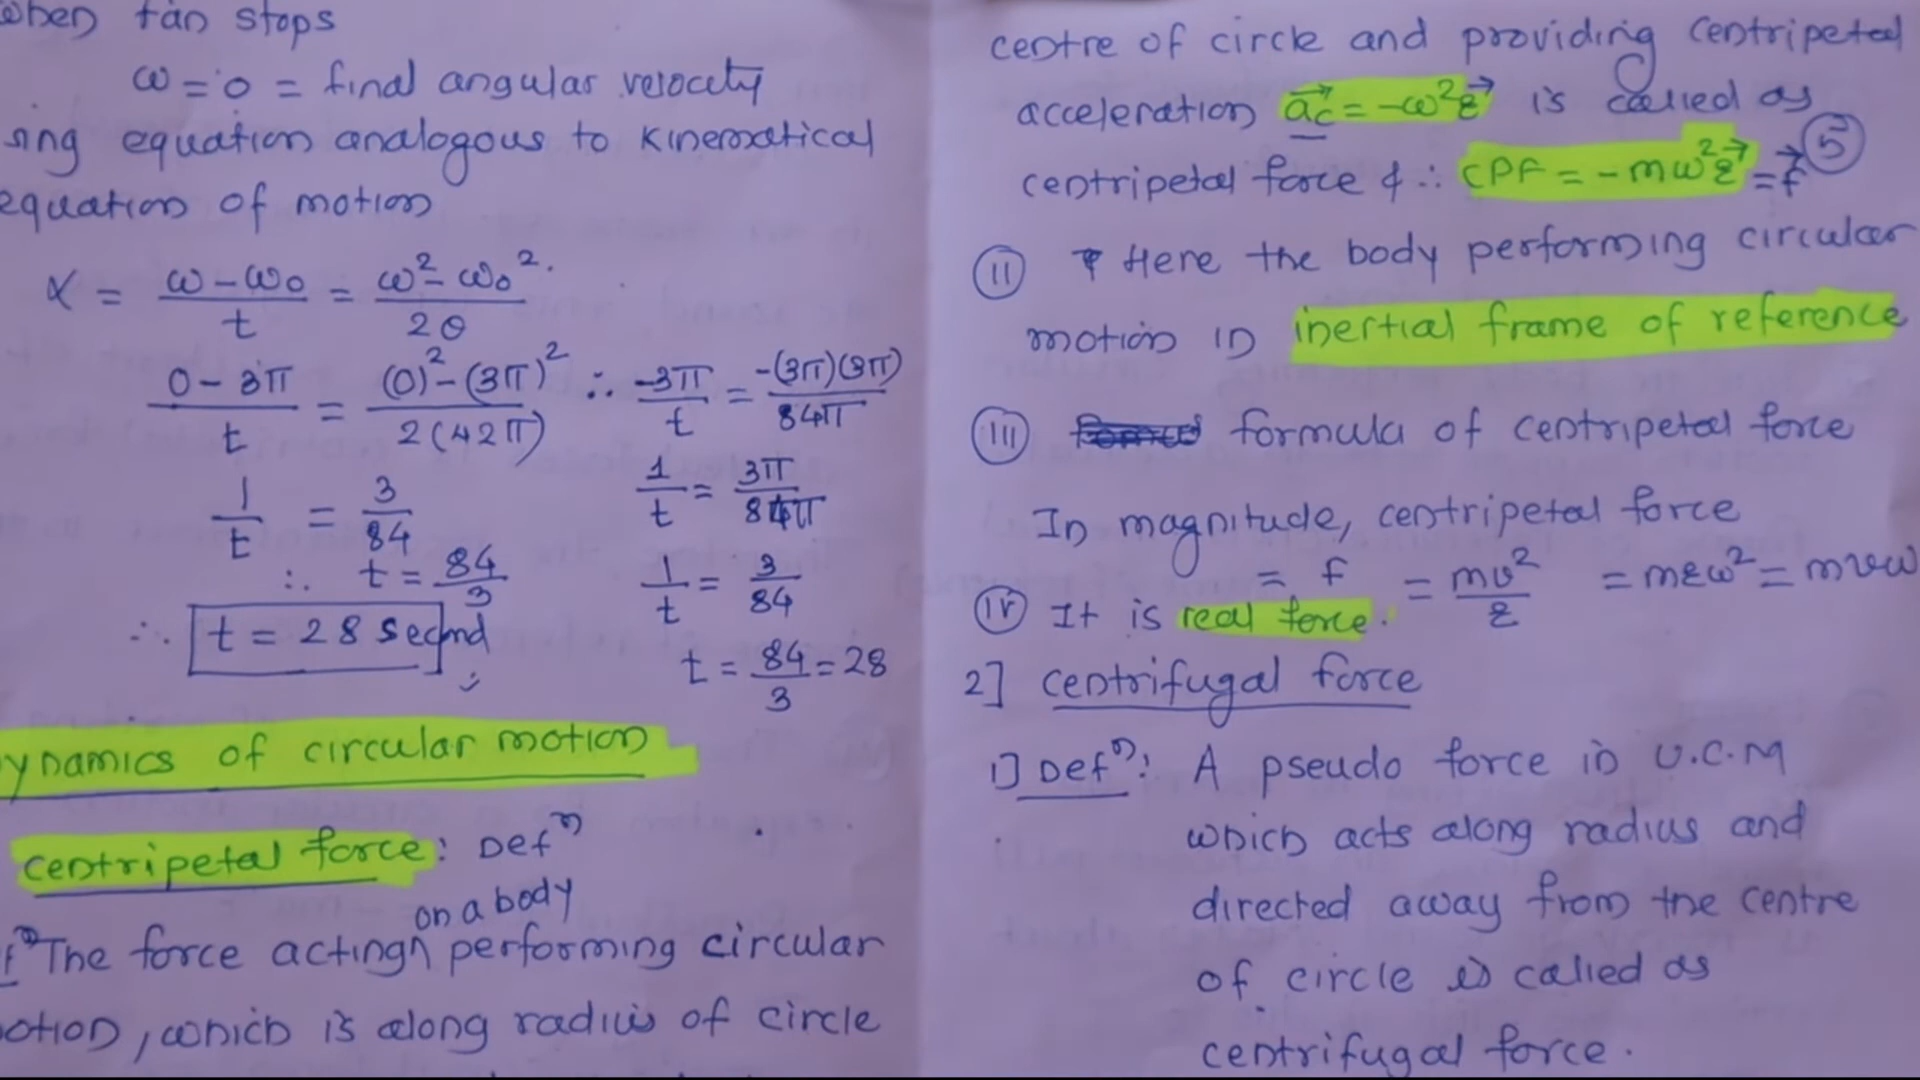 when fan stops
ω = 0 = final angular velocity
sing equation analogous to kinematical
equation of motion
α = (ω - ω₀)/t = (ω² - ω₀²)/2θ
(0 - 3π)/t = ((0)² - (3π)²)/2(42π) ∴ -3π/t = -(3π)(3π)/84π
1/t = 3/84
1/t = 3π/84π
∴ t = 84/3
1/t = 3/84
∴ t = 28 second
t = 84/3 = 28
ynamics of circular motion
centripetal force : Defⁿ
on a body
The force acting performing circular
otion, which is along radius of circle
centre of circle and providing centripetal
acceleration a⃗c = -ω²r⃗ is called as
centripetal force & ∴ CPF = -mω²r⃗ = f⃗
5
(II) Here the body performing circular
motion in inertial frame of reference
(III) formula of centripetal force
In magnitude, centripetal force
= F = mv²/r = mrω² = mvω
(IV) It is real force.
2] centrifugal force
1] Defⁿ: A pseudo force in U.C.M
which acts along radius and
directed away from the centre
of circle is called as
centrifugal force.